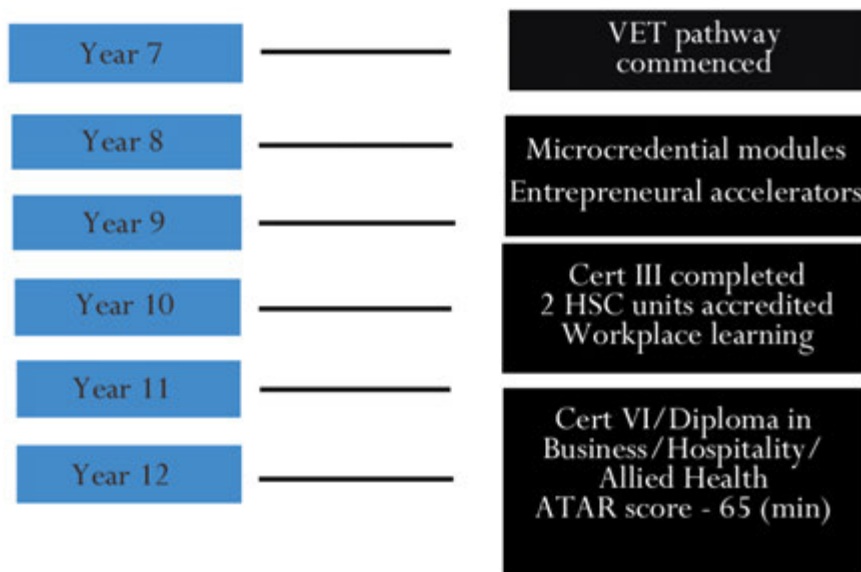 Year 7
VET pathway
commenced
Year 8
Microcredential modules
Entrepreneural accelerators
Year 9
Year 10
Cert III completed
2 HSC units accredited
Workplace learning
Year 11
Year 12
Cert VI/Diploma in
Business/Hospitality/
Allied Health
ATAR score - 65 (min)